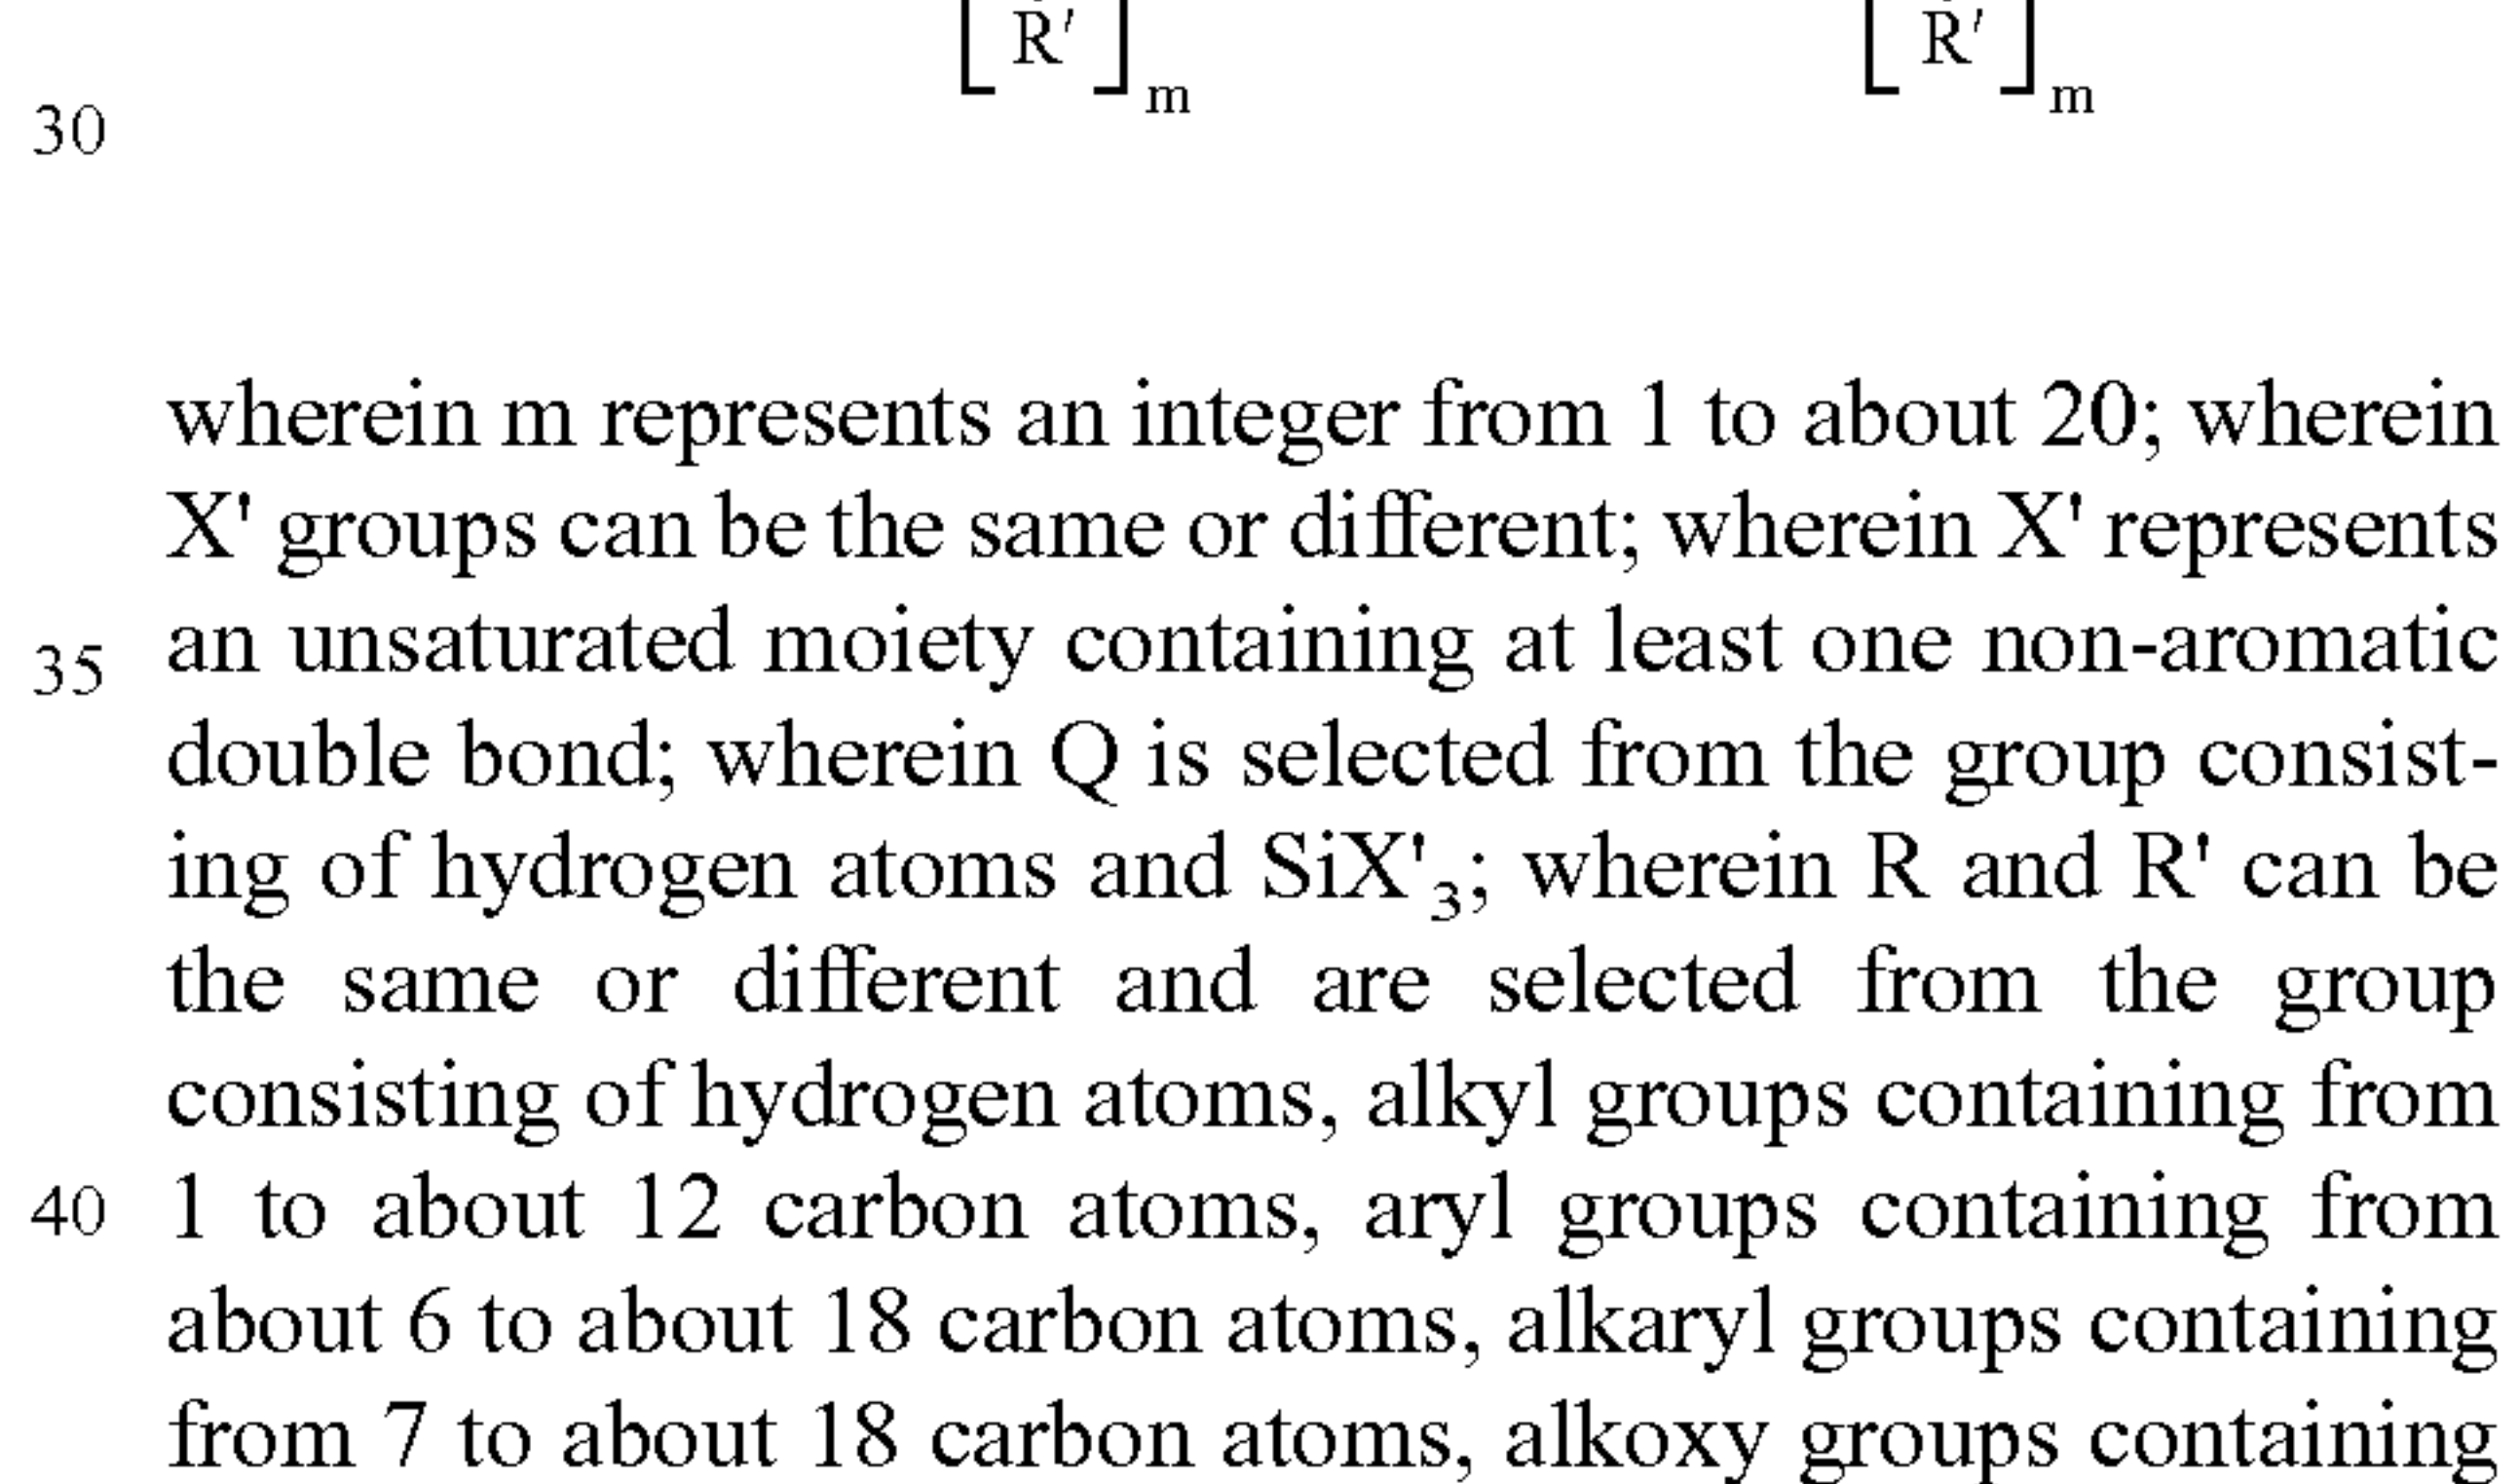 [ R' ]m [ R' ]m
30
wherein m represents an integer from 1 to about 20; wherein
X' groups can be the same or different; wherein X' represents
35 an unsaturated moiety containing at least one non-aromatic
double bond; wherein Q is selected from the group consist-
ing of hydrogen atoms and SiX'₃; wherein R and R' can be
the same or different and are selected from the group
consisting of hydrogen atoms, alkyl groups containing from
40 1 to about 12 carbon atoms, aryl groups containing from
about 6 to about 18 carbon atoms, alkaryl groups containing
from 7 to about 18 carbon atoms, alkoxy groups containing